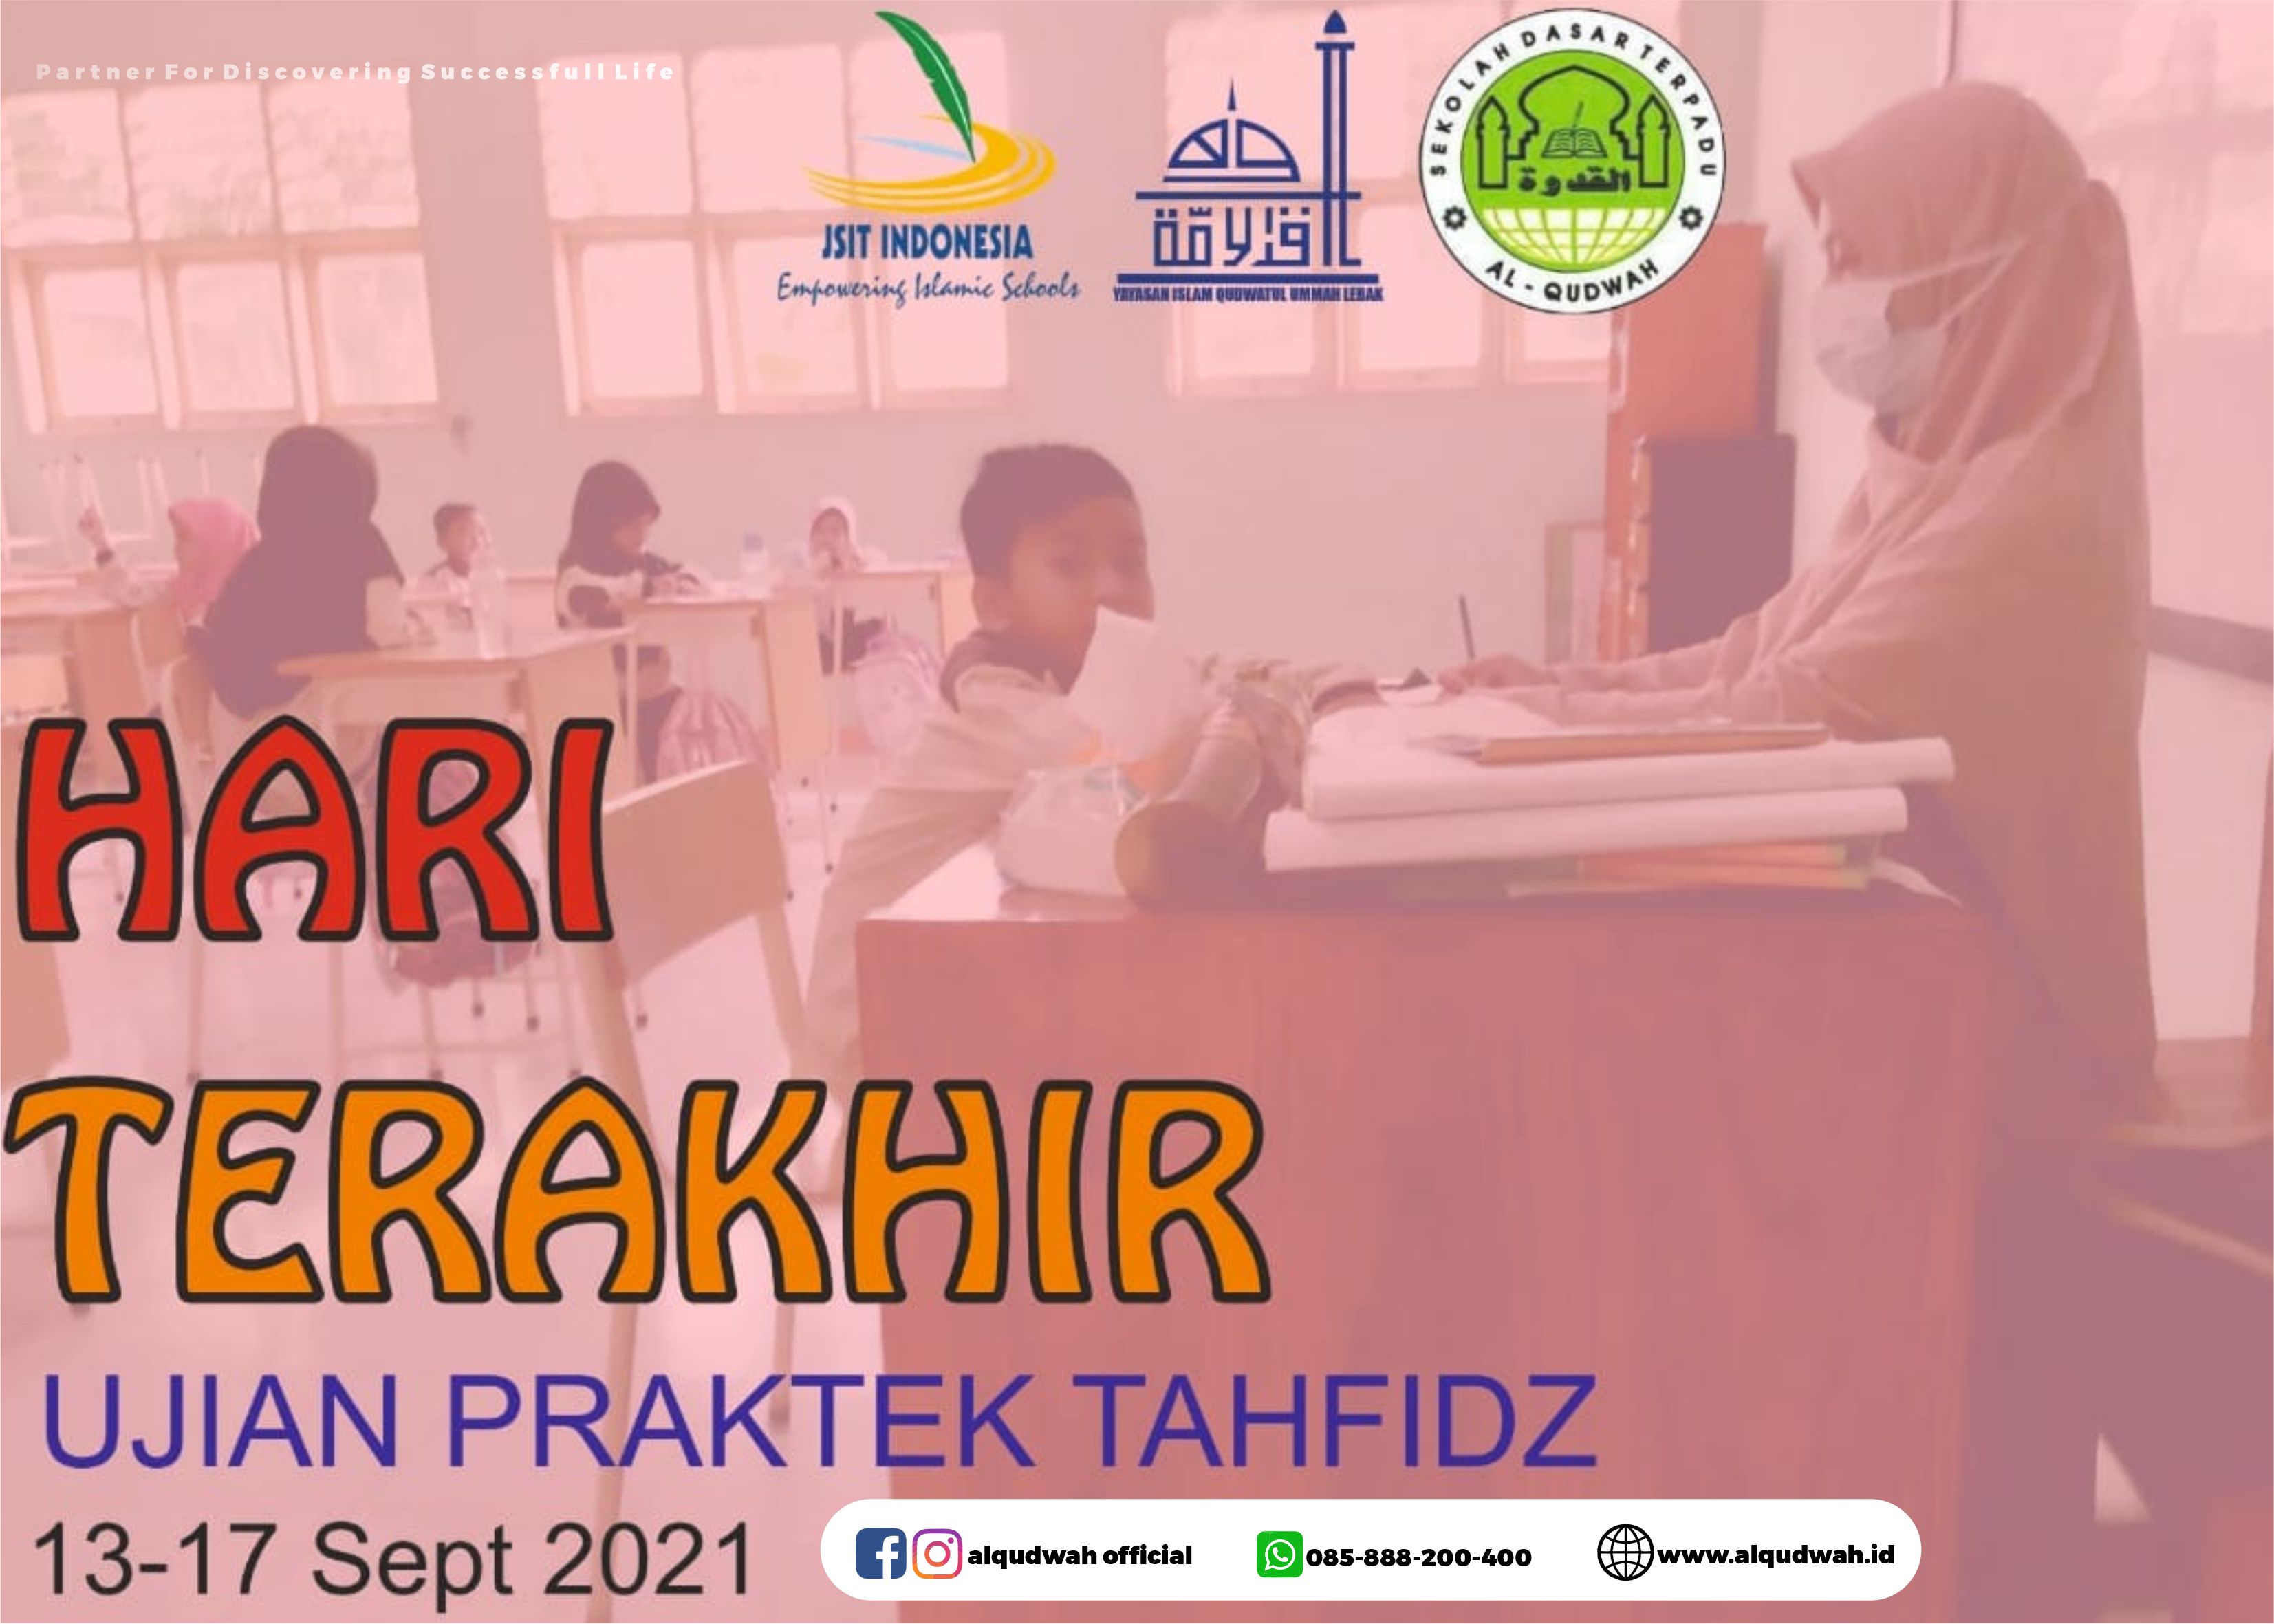 Partner For Discovering Successfull Life
JSIT INDONESIA
Empowering Islamic Schools
YAYASAN ISLAM QUDWATUL UMMAH LEBAK
SEKOLAH DASAR TERPADU
القدوة
AL - QUDWAH
HARI
TERAKHIR
UJIAN PRAKTEK TAHFIDZ
13-17 Sept 2021
alqudwah official
085-888-200-400
www.alqudwah.id